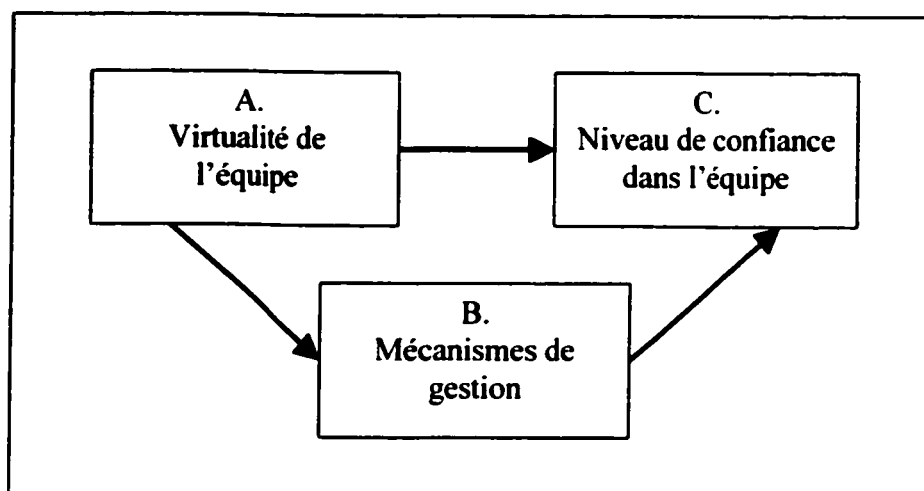 A.
Virtualité de
l'équipe
C.
Niveau de confiance
dans l'équipe
B.
Mécanismes de
gestion